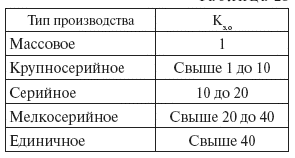 Тип производства К з.о
Массовое 1
Крупносерийное Свыше 1 до 10
Серийное 10 до 20
Мелкосерийное Свыше 20 до 40
Единичное Свыше 40